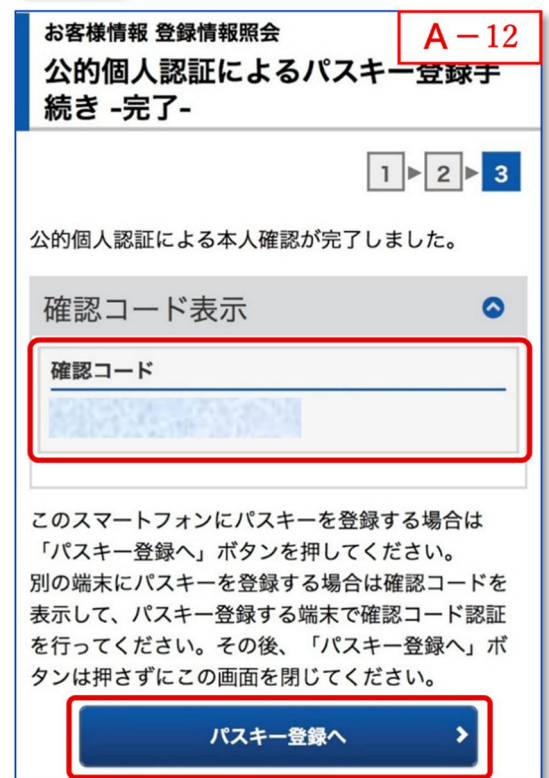 お客様情報 登録情報照会
A－12
公的個人認証によるパスキー登録手
続き -完了-
1 2 3
公的個人認証による本人確認が完了しました。
確認コード表示
確認コード
このスマートフォンにパスキーを登録する場合は
「パスキー登録へ」ボタンを押してください。
別の端末にパスキーを登録する場合は確認コードを
表示して、パスキー登録する端末で確認コード認証
を行ってください。その後、「パスキー登録へ」ボ
タンは押さずにこの画面を閉じてください。
パスキー登録へ